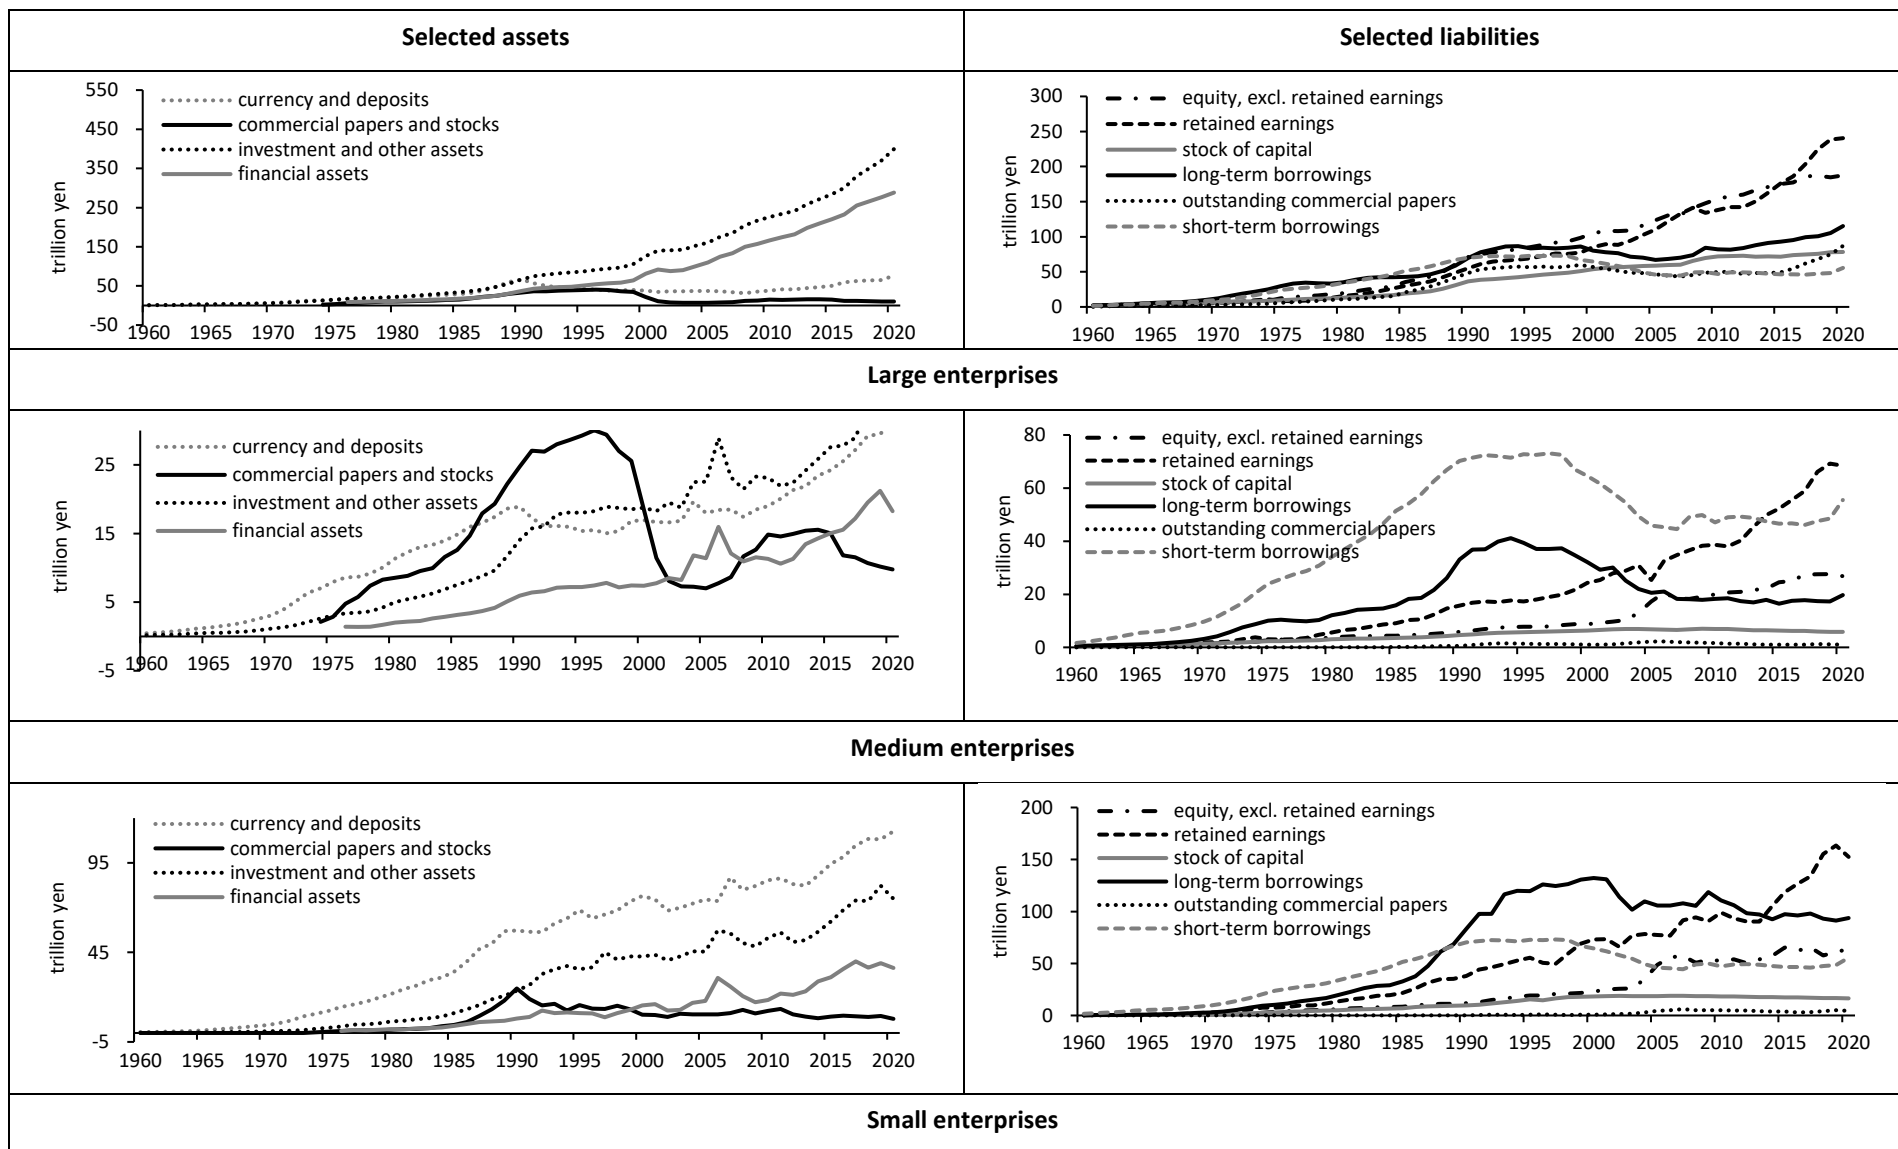 Selected assets
Selected liabilities
550
450
350
250
150
50
-50
trillion yen
currency and deposits
commercial papers and stocks
investment and other assets
financial assets
1960 1965 1970 1975 1980 1985 1990 1995 2000 2005 2010 2015 2020
300
250
200
150
100
50
0
trillion yen
equity, excl. retained earnings
retained earnings
stock of capital
long-term borrowings
outstanding commercial papers
short-term borrowings
1960 1965 1970 1975 1980 1985 1990 1995 2000 2005 2010 2015 2020
Large enterprises
25
15
5
-5
trillion yen
currency and deposits
commercial papers and stocks
investment and other assets
financial assets
1960 1965 1970 1975 1980 1985 1990 1995 2000 2005 2010 2015 2020
80
60
40
20
0
trillion yen
equity, excl. retained earnings
retained earnings
stock of capital
long-term borrowings
outstanding commercial papers
short-term borrowings
1960 1965 1970 1975 1980 1985 1990 1995 2000 2005 2010 2015 2020
Medium enterprises
95
45
-5
trillion yen
currency and deposits
commercial papers and stocks
investment and other assets
financial assets
1960 1965 1970 1975 1980 1985 1990 1995 2000 2005 2010 2015 2020
200
150
100
50
0
trillion yen
equity, excl. retained earnings
retained earnings
stock of capital
long-term borrowings
outstanding commercial papers
short-term borrowings
1960 1965 1970 1975 1980 1985 1990 1995 2000 2005 2010 2015 2020
Small enterprises